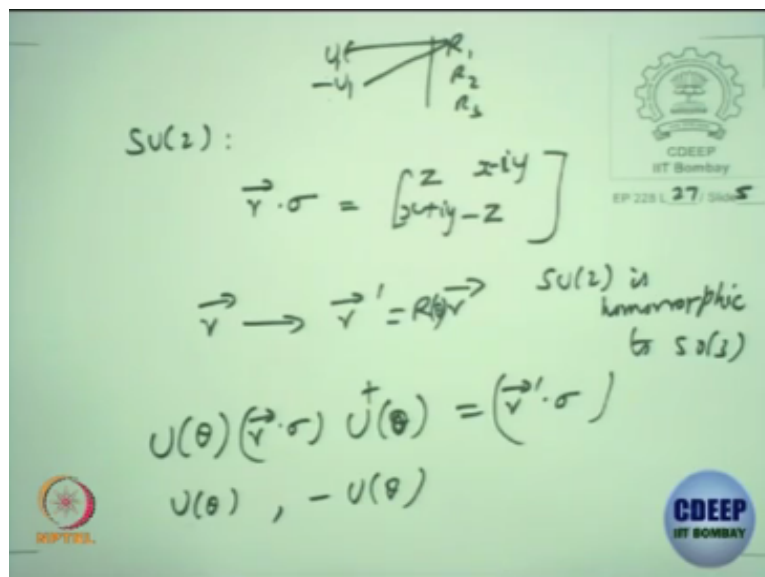 U₁ R₁
-U₁ R₂
R₃
SU(2) :
CDEEP
IIT Bombay
EP 228 L 27 / Slide 5
r⃗ · σ = [ z x-iy
x+iy -z ]
r⃗ → r⃗' = R(θ) r⃗
SU(2) is
homomorphic
to SO(3)
U(θ) (r⃗ · σ) U†(θ) = (r⃗' · σ)
U(θ) , - U(θ)
NPTEL
CDEEP
IIT BOMBAY